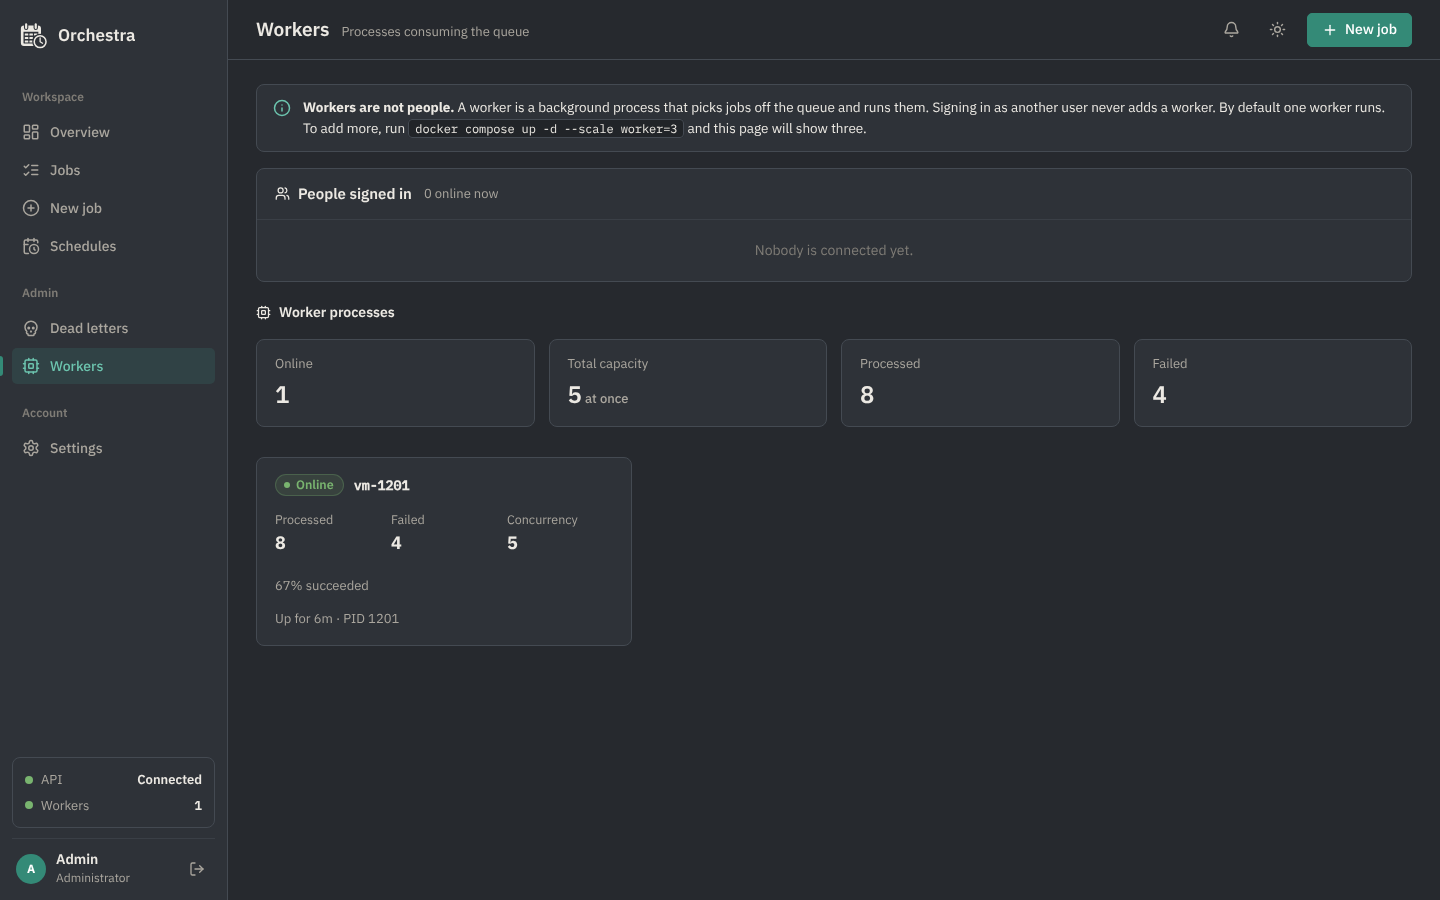 Orchestra
Workspace
Overview
Jobs
New job
Schedules
Admin
Dead letters
Workers
Account
Settings
API Connected
Workers 1
A
Admin
Administrator
Workers Processes consuming the queue
New job
Workers are not people. A worker is a background process that picks jobs off the queue and runs them. Signing in as another user never adds a worker. By default one worker runs.
To add more, run docker compose up -d --scale worker=3 and this page will show three.
People signed in 0 online now
Nobody is connected yet.
Worker processes
Online
1
Total capacity
5 at once
Processed
8
Failed
4
Online vm-1201
Processed Failed Concurrency
8 4 5
67% succeeded
Up for 6m · PID 1201